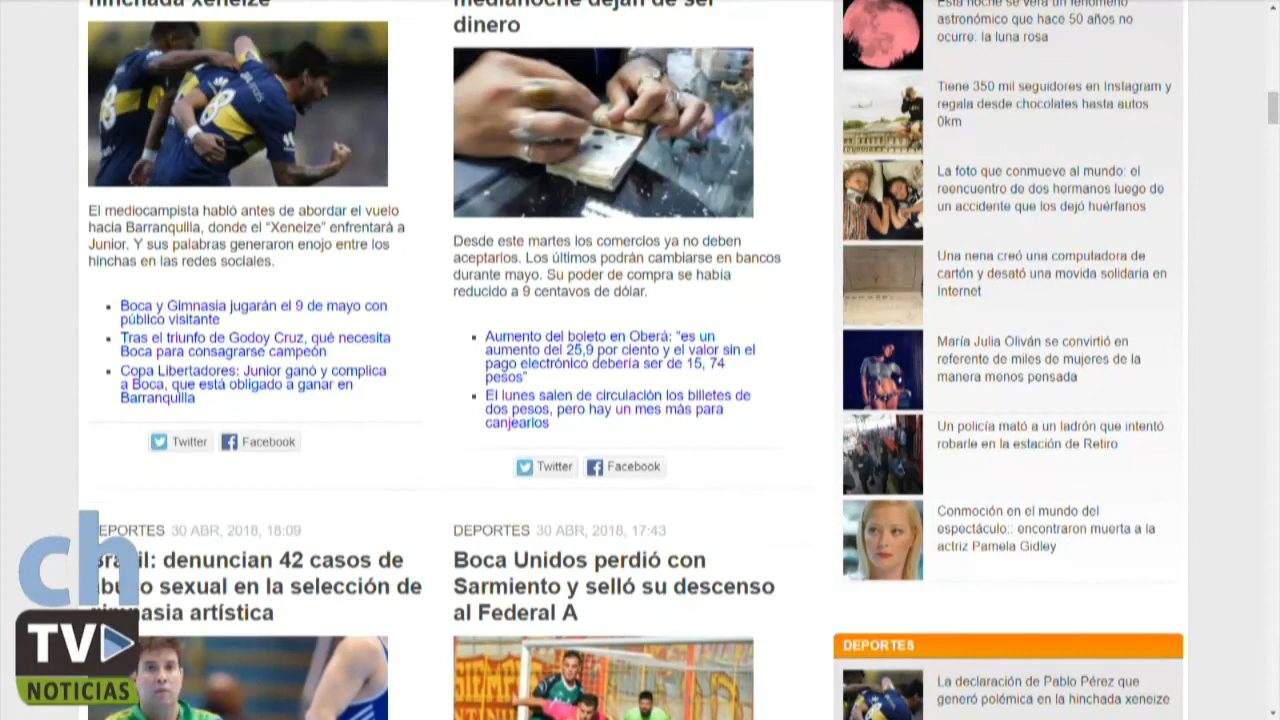 hinchada xeneize
El mediocampista habló antes de abordar el vuelo
hacia Barranquilla, donde el “Xeneize” enfrentará a
Junior. Y sus palabras generaron enojo entre los
hinchas en las redes sociales.
Boca y Gimnasia jugarán el 9 de mayo con
público visitante
Tras el triunfo de Godoy Cruz, qué necesita
Boca para consagrarse campeón
Copa Libertadores: Junior ganó y complica
a Boca, que está obligado a ganar en
Barranquilla
Twitter
Facebook
medianoche dejan de ser
dinero
Desde este martes los comercios ya no deben
aceptarlos. Los últimos podrán cambiarse en bancos
durante mayo. Su poder de compra se había
reducido a 9 centavos de dólar.
Aumento del boleto en Oberá: “es un
aumento del 25,9 por ciento y el valor sin el
pago electrónico debería ser de 15, 74
pesos”
El lunes salen de circulación los billetes de
dos pesos, pero hay un mes más para
canjearlos
Twitter
Facebook
DEPORTES 30 ABR, 2018, 18:09
Brasil: denuncian 42 casos de
abuso sexual en la selección de
gimnasia artística
DEPORTES 30 ABR, 2018, 17:43
Boca Unidos perdió con
Sarmiento y selló su descenso
al Federal A
Esta noche se verá un fenómeno
astronómico que hace 50 años no
ocurre: la luna rosa
Tiene 350 mil seguidores en Instagram y
regala desde chocolates hasta autos
0km
La foto que conmueve al mundo: el
reencuentro de dos hermanos luego de
un accidente que los dejó huérfanos
Una nena creó una computadora de
cartón y desató una movida solidaria en
Internet
María Julia Oliván se convirtió en
referente de miles de mujeres de la
manera menos pensada
Un policía mató a un ladrón que intentó
robarle en la estación de Retiro
Conmoción en el mundo del
espectáculo:: encontraron muerta a la
actriz Pamela Gidley
DEPORTES
La declaración de Pablo Pérez que
generó polémica en la hinchada xeneize
ch
TV
NOTICIAS